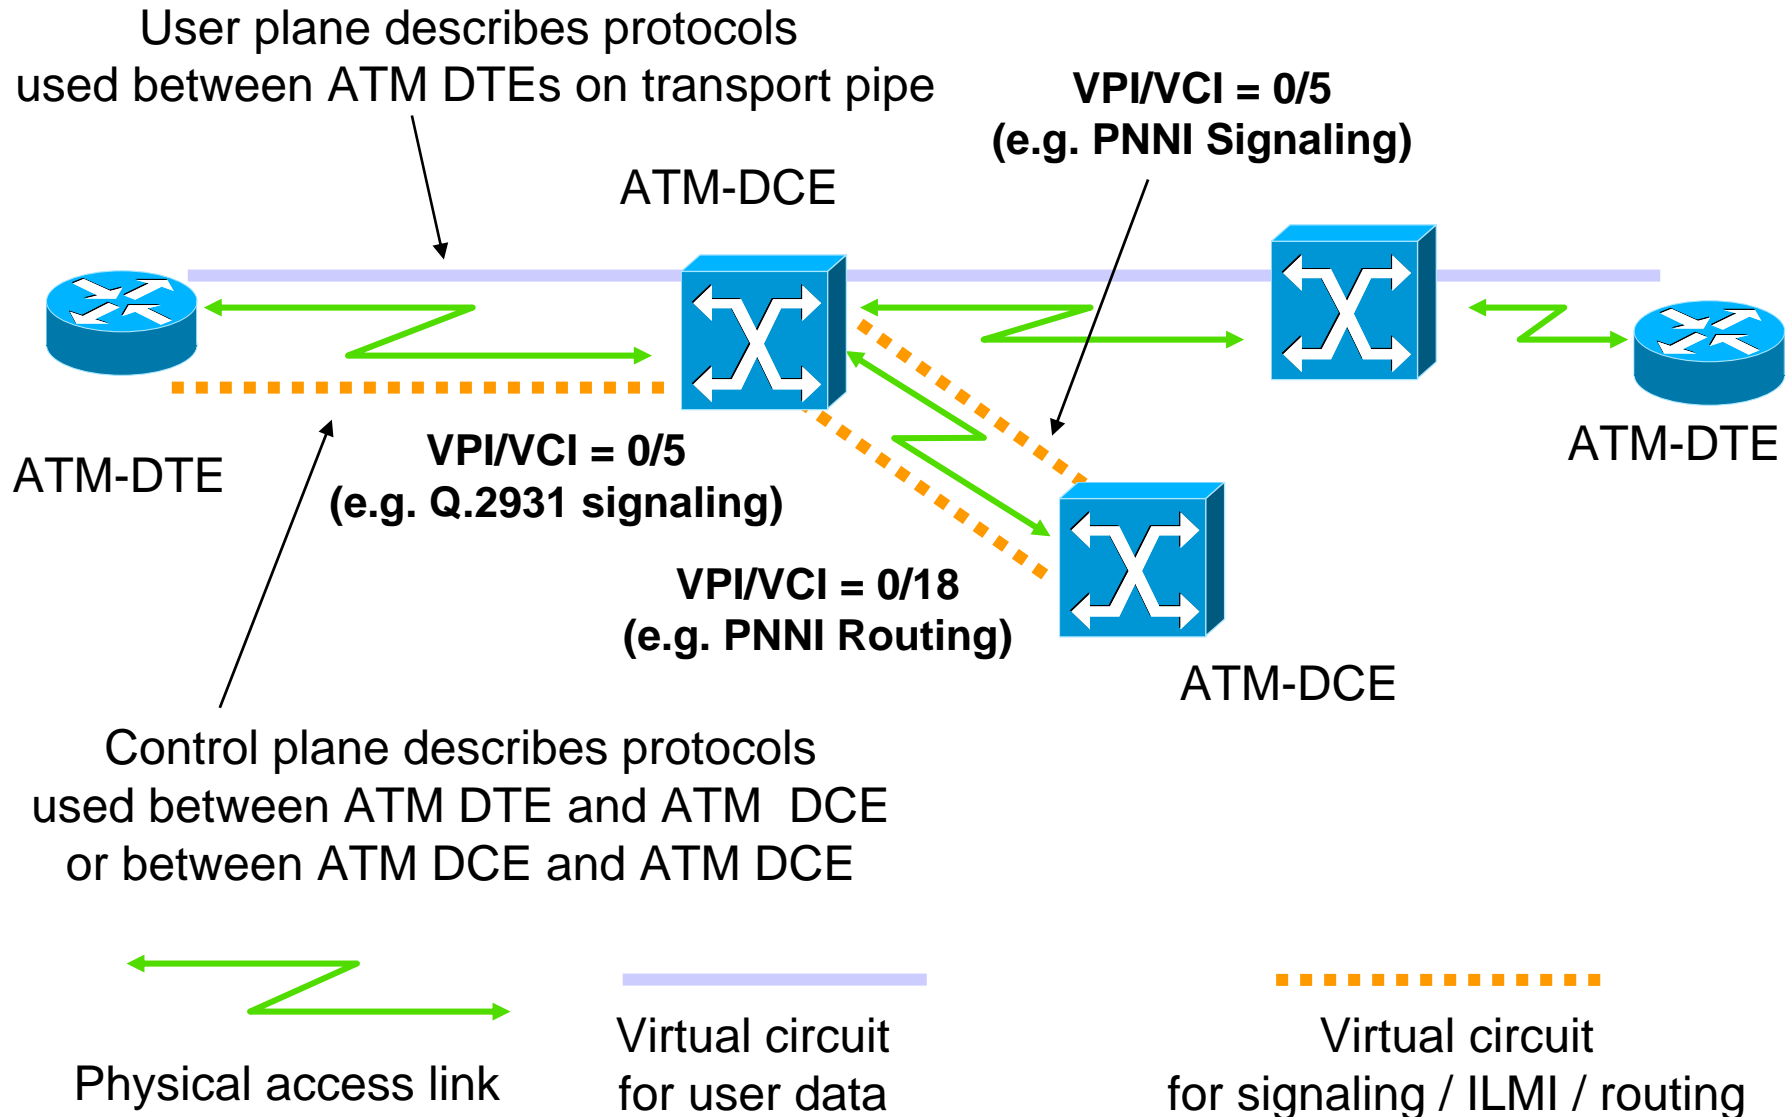 User plane describes protocols
used between ATM DTEs on transport pipe
VPI/VCI = 0/5
(e.g. PNNI Signaling)
ATM-DCE
ATM-DTE
VPI/VCI = 0/5
(e.g. Q.2931 signaling)
ATM-DTE
VPI/VCI = 0/18
(e.g. PNNI Routing)
ATM-DCE
Control plane describes protocols
used between ATM DTE and ATM  DCE
or between ATM DCE and ATM DCE
Physical access link
Virtual circuit
for user data
Virtual circuit
for signaling / ILMI / routing